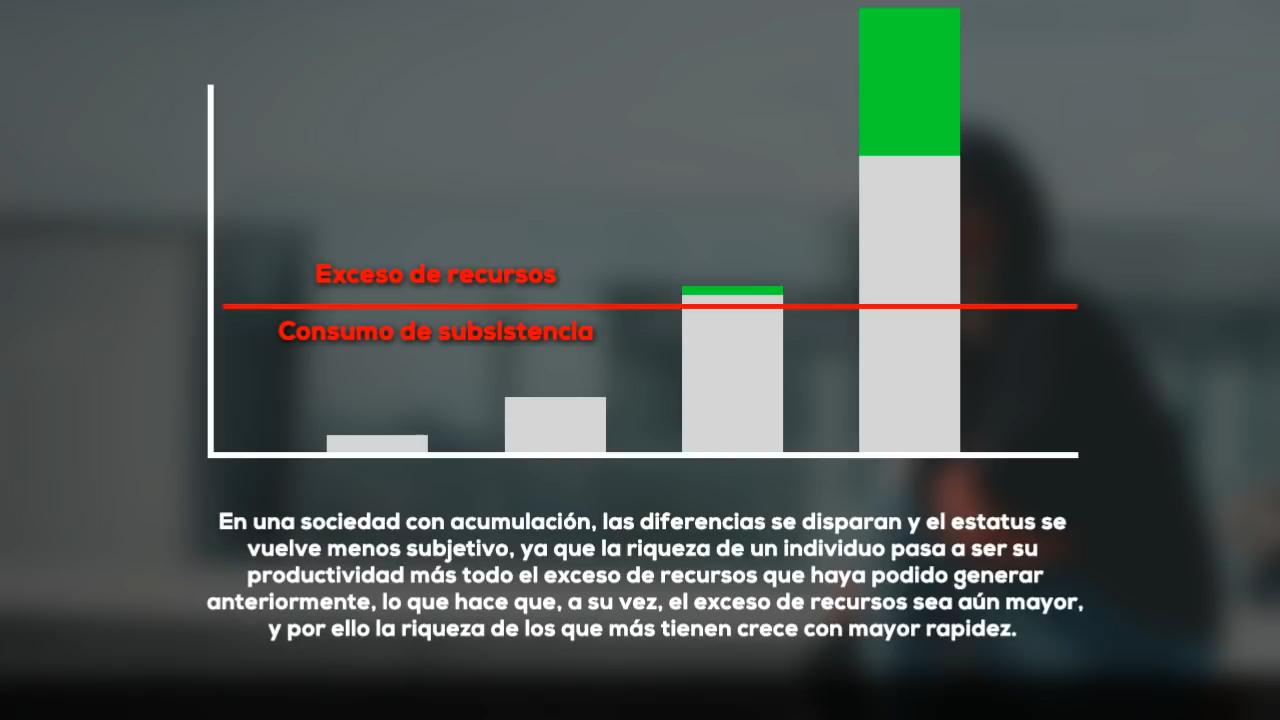 Exceso de recursos
Consumo de subsistencia
En una sociedad con acumulación, las diferencias se disparan y el estatus se
vuelve menos subjetivo, ya que la riqueza de un individuo pasa a ser su
productividad más todo el exceso de recursos que haya podido generar
anteriormente, lo que hace que, a su vez, el exceso de recursos sea aún mayor,
y por ello la riqueza de los que más tienen crece con mayor rapidez.